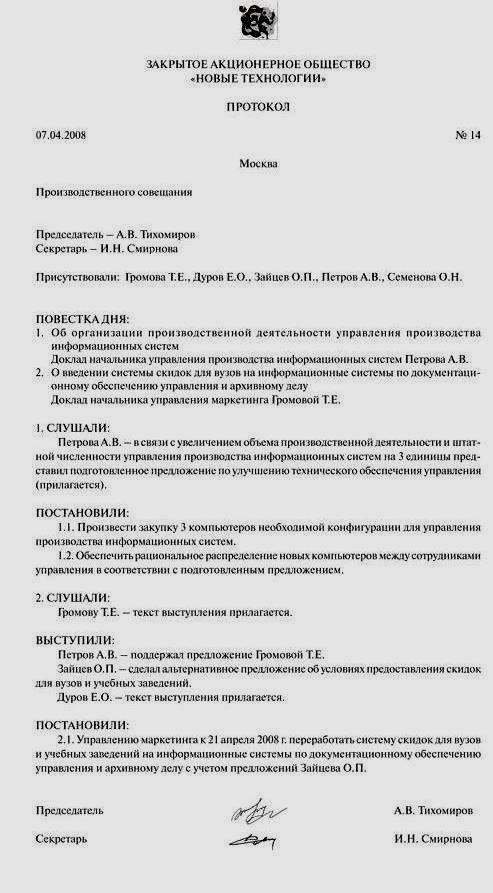 ЗАКРЫТОЕ АКЦИОНЕРНОЕ ОБЩЕСТВО
«НОВЫЕ ТЕХНОЛОГИИ»
ПРОТОКОЛ
07.04.2008 № 14
Москва
Производственного совещания
Председатель – А.В. Тихомиров
Секретарь – И.Н. Смирнова
Присутствовали: Громова Т.Е., Дуров Е.О., Зайцев О.П., Петров А.В., Семенова О.Н.
ПОВЕСТКА ДНЯ:
1. Об организации производственной деятельности управления производства
информационных систем
Доклад начальника управления производства информационных систем Петрова А.В.
2. О введении системы скидок для вузов на информационные системы по документаци-
онному обеспечению управления и архивному делу
Доклад начальника управления маркетинга Громовой Т.Е.
1. СЛУШАЛИ:
Петрова А.В. – в связи с увеличением объема производственной деятельности и штат-
ной численности управления производства информационных систем на 3 единицы пред-
ставил подготовленное предложение по улучшению технического обеспечения управления
(прилагается).
ПОСТАНОВИЛИ:
1.1. Произвести закупку 3 компьютеров необходимой конфигурации для управления
производства информационных систем.
1.2. Обеспечить рациональное распределение новых компьютеров между сотрудниками
управления в соответствии с подготовленным предложением.
2. СЛУШАЛИ:
Громову Т.Е. – текст выступления прилагается.
ВЫСТУПИЛИ:
Петров А.В. – поддержал предложение Громовой Т.Е.
Зайцев О.П. – сделал альтернативное предложение об условиях предоставления скидок
для вузов и учебных заведений.
Дуров Е.О. – текст выступления прилагается.
ПОСТАНОВИЛИ:
2.1. Управлению маркетинга к 21 апреля 2008 г. переработать систему скидок для вузов
и учебных заведений на информационные системы по документационному обеспечению
управления и архивному делу с учетом предложений Зайцева О.П.
Председатель А.В. Тихомиров
Секретарь И.Н. Смирнова